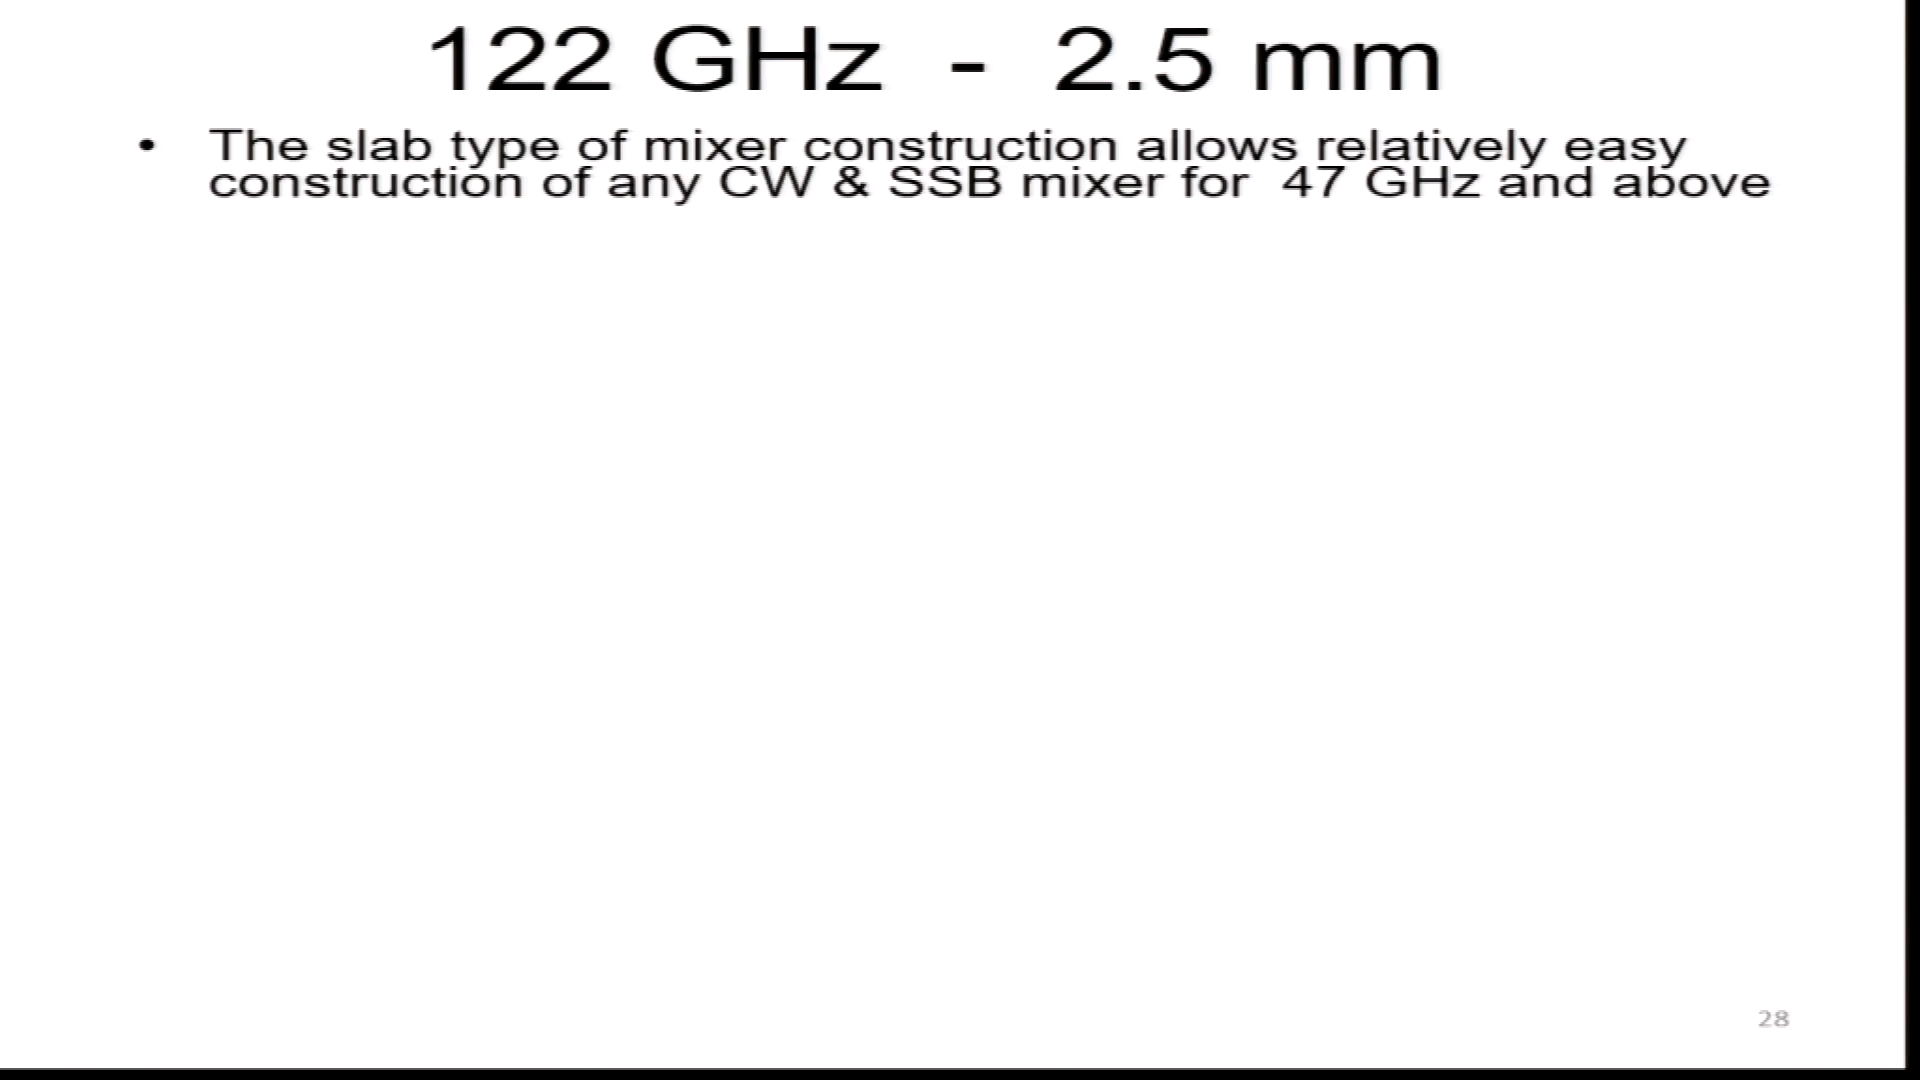 122 GHz - 2.5 mm
• The slab type of mixer construction allows relatively easy
construction of any CW & SSB mixer for 47 GHz and above
28